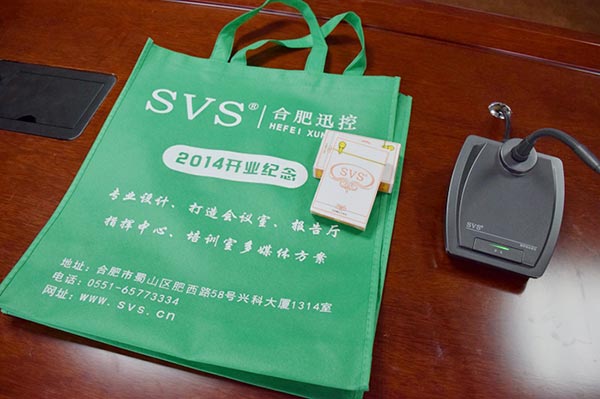 SVS® 合肥迅控
HEFEI XUN
2014开业纪念
专业设计、打造会议室、报告厅
指挥中心、培训室多媒体方案
地址:合肥市蜀山区肥西路58号兴科大厦1314室
电话:0551-65773334
网址:www.svs.cn
SVS®
SVS®